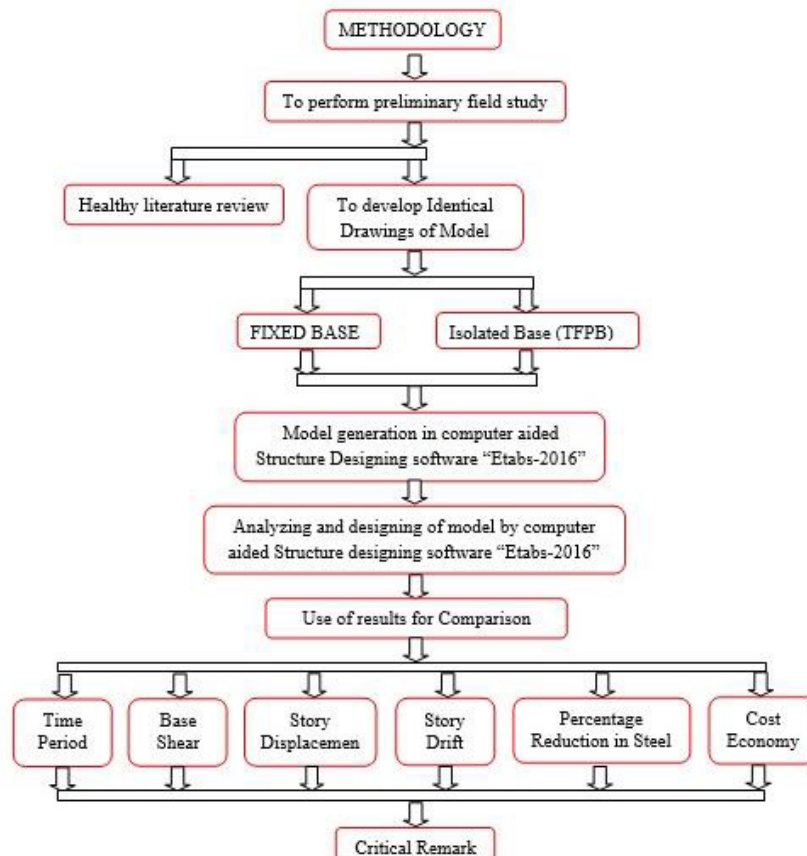 METHODOLOGY
To perform preliminary field study
Healthy literature review
To develop Identical
Drawings of Model
FIXED BASE
Isolated Base (TFPB)
Model generation in computer aided
Structure Designing software “Etabs-2016”
Analyzing and designing of model by computer
aided Structure designing software “Etabs-2016”
Use of results for Comparison
Time
Period
Base
Shear
Story
Displacemen
Story
Drift
Percentage
Reduction in Steel
Cost
Economy
Critical Remark